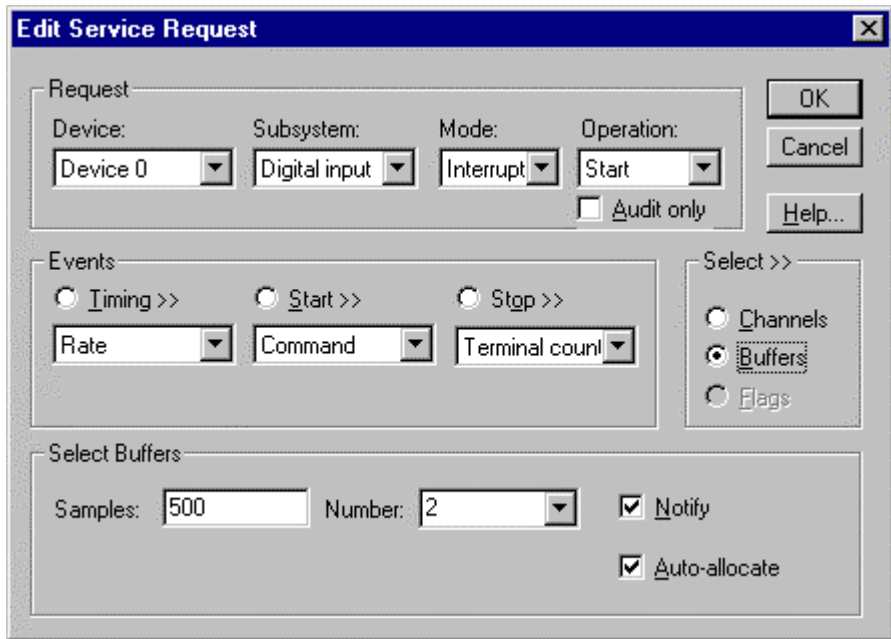 Edit Service Request
Request
OK
Device: Subsystem: Mode: Operation:
Device 0 Digital input Interrupt Start
Cancel
Audit only
Help...
Events
Select >>
Timing >> Start >> Stop >>
Channels
Rate Command Terminal count
Buffers
Flags
Select Buffers
Samples: 500 Number: 2 Notify
Auto-allocate